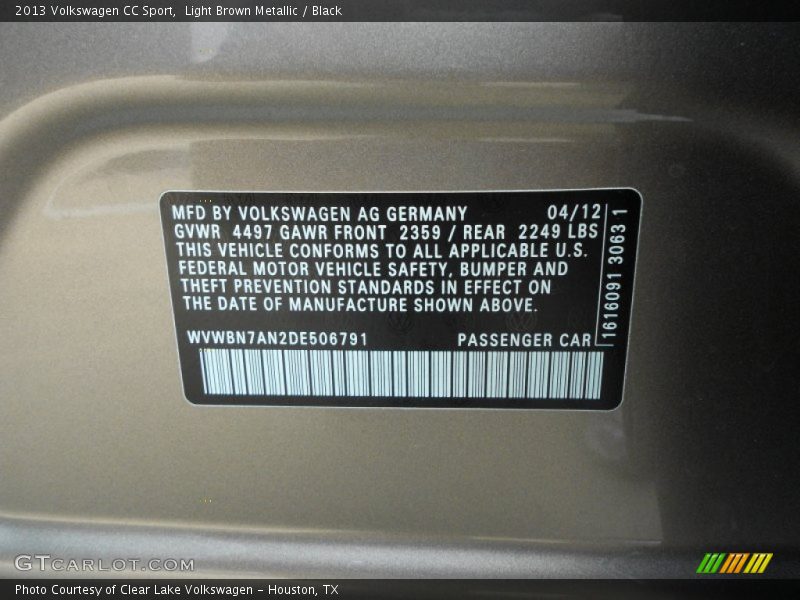 2013 Volkswagen CC Sport,  Light Brown Metallic / Black
MFD BY VOLKSWAGEN AG GERMANY 04/12
GVWR 4497 GAWR FRONT 2359 / REAR 2249 LBS
THIS VEHICLE CONFORMS TO ALL APPLICABLE U.S.
FEDERAL MOTOR VEHICLE SAFETY, BUMPER AND
THEFT PREVENTION STANDARDS IN EFFECT ON
THE DATE OF MANUFACTURE SHOWN ABOVE.
WVWBN7AN2DE506791 PASSENGER CAR
1616091 3063 1
GTCARLOT.COM
Photo Courtesy of Clear Lake Volkswagen - Houston, TX